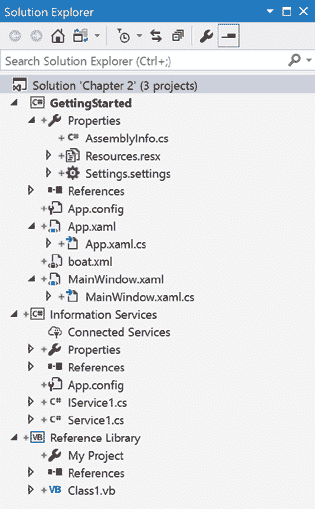 Solution Explorer
Search Solution Explorer (Ctrl+;)
Solution 'Chapter 2' (3 projects)
C# GettingStarted
Properties
C# AssemblyInfo.cs
Resources.resx
Settings.settings
References
App.config
App.xaml
App.xaml.cs
boat.xml
MainWindow.xaml
MainWindow.xaml.cs
C# Information Services
Connected Services
Properties
References
App.config
C# IService1.cs
C# Service1.cs
VB Reference Library
My Project
References
VB Class1.vb